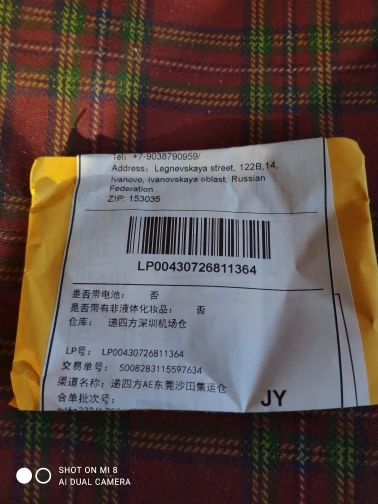 Tel: +7-9038790959/
Address: Legnevskaya street, 122B,14,
Ivanovo, Ivanovskaya oblast, Russian
Federation
ZIP: 153035
LP00430726811364
是否带电池： 否
是否带有非液体化妆品： 否
仓库： 递四方深圳机场仓
LP号： LP00430726811364
交易单号： 5008283115597634
渠道名称：递四方AE东莞沙田集运仓
合单批次号：
JY
SHOT ON MI 8
AI DUAL CAMERA